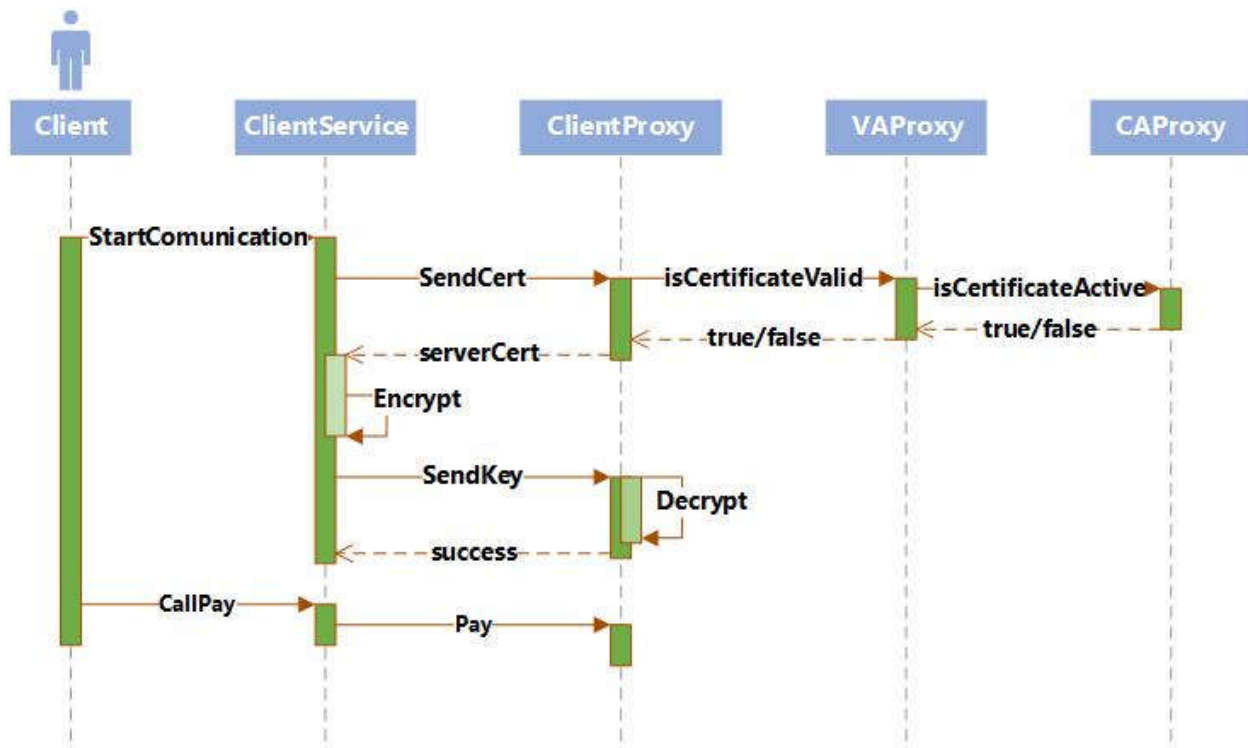 Client
ClientService
ClientProxy
VAProxy
CAProxy
StartComunication
SendCert
isCertificateValid
isCertificateActive
true/false
true/false
serverCert
Encrypt
SendKey
Decrypt
success
CallPay
Pay